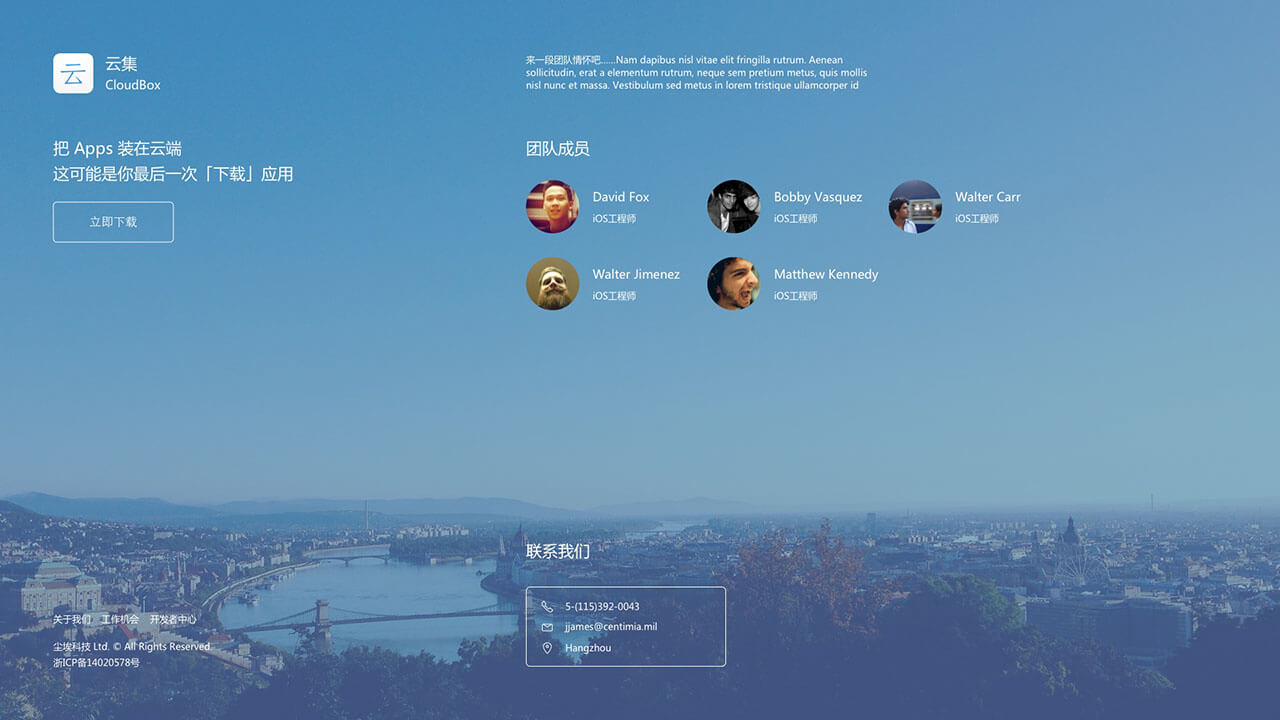 云
云集
CloudBox
把 Apps 装在云端
这可能是你最后一次「下载」应用
立即下载
来一段团队情怀吧......Nam dapibus nisl vitae elit fringilla rutrum. Aenean
sollicitudin, erat a elementum rutrum, neque sem pretium metus, quis mollis
nisl nunc et massa. Vestibulum sed metus in lorem tristique ullamcorper id
团队成员
David Fox
iOS工程师
Bobby Vasquez
iOS工程师
Walter Carr
iOS工程师
Walter Jimenez
iOS工程师
Matthew Kennedy
iOS工程师
联系我们
5-(115)392-0043
jjames@centimia.mil
Hangzhou
关于我们 工作机会 开发者中心
尘埃科技 Ltd. © All Rights Reserved.
浙ICP备14020578号